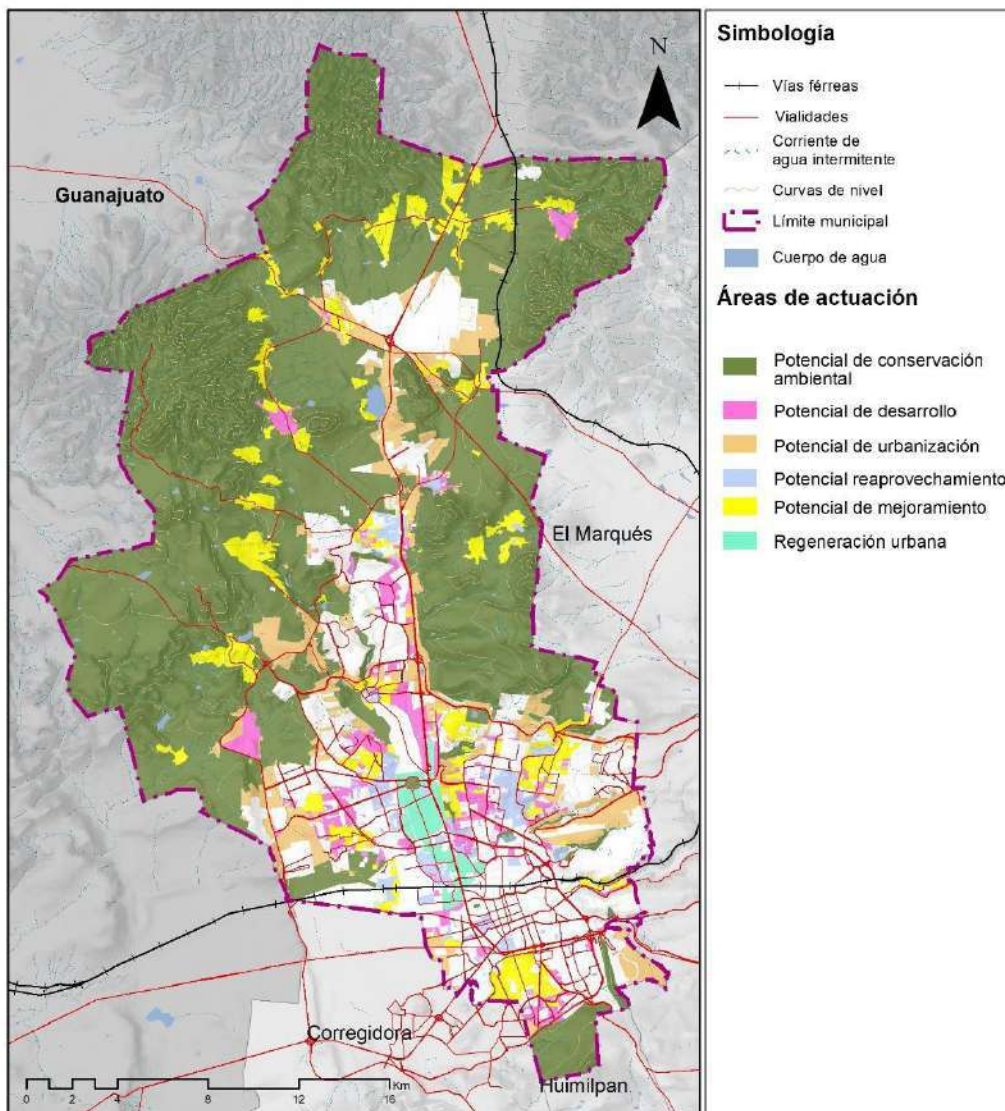 Simbología
N
Vías férreas
Vialidades
Corriente de
agua intermitente
Curvas de nivel
Límite municipal
Cuerpo de agua
Áreas de actuación
Potencial de conservación
ambiental
Potencial de desarrollo
Potencial de urbanización
Potencial reaprovechamiento
Potencial de mejoramiento
Regeneración urbana
Guanajuato
El Marqués
Corregidora
Huimilpan
Km
0 2 4 8 12 16